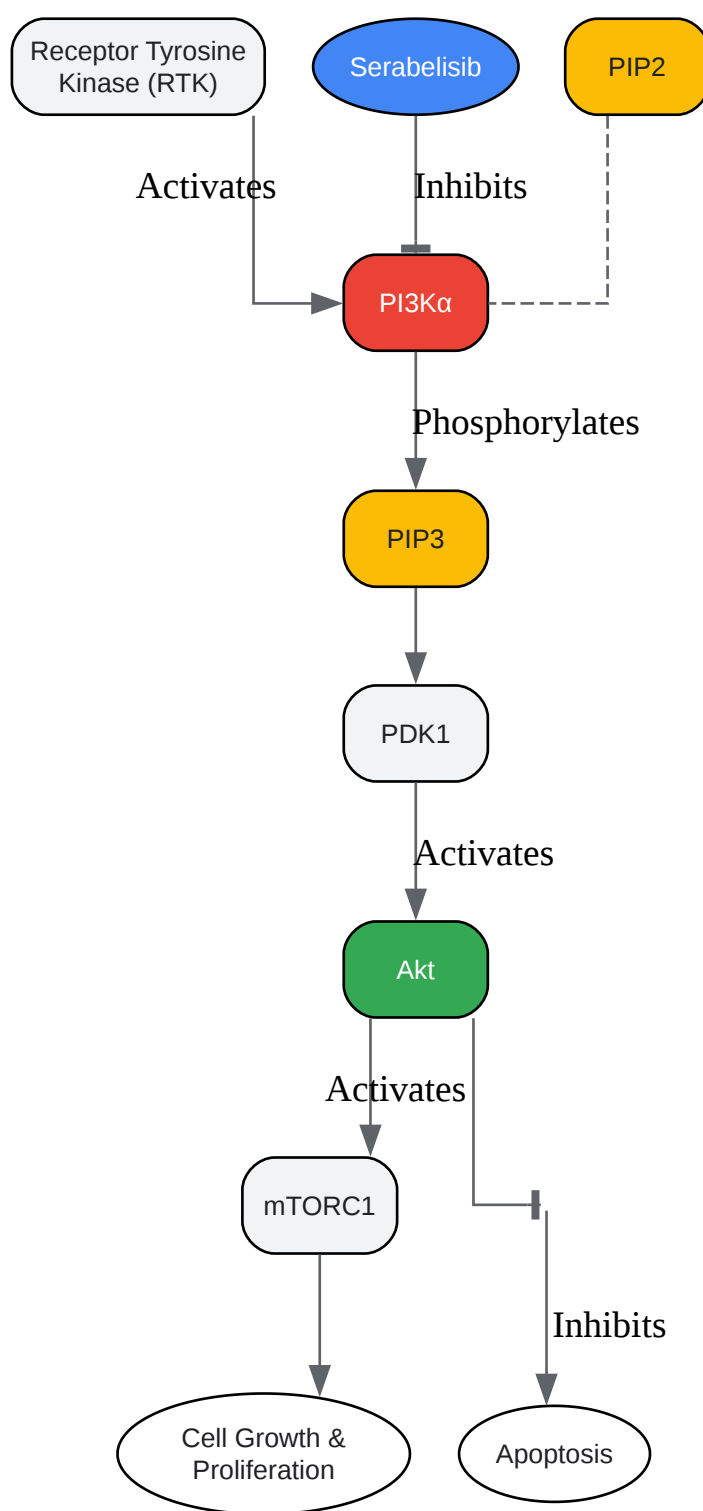 Receptor Tyrosine
Kinase (RTK)
Serabelisib
PIP2
Activates
Inhibits
PI3Kα
Phosphorylates
PIP3
PDK1
Activates
Akt
Activates
mTORC1
Inhibits
Cell Growth &
Proliferation
Apoptosis